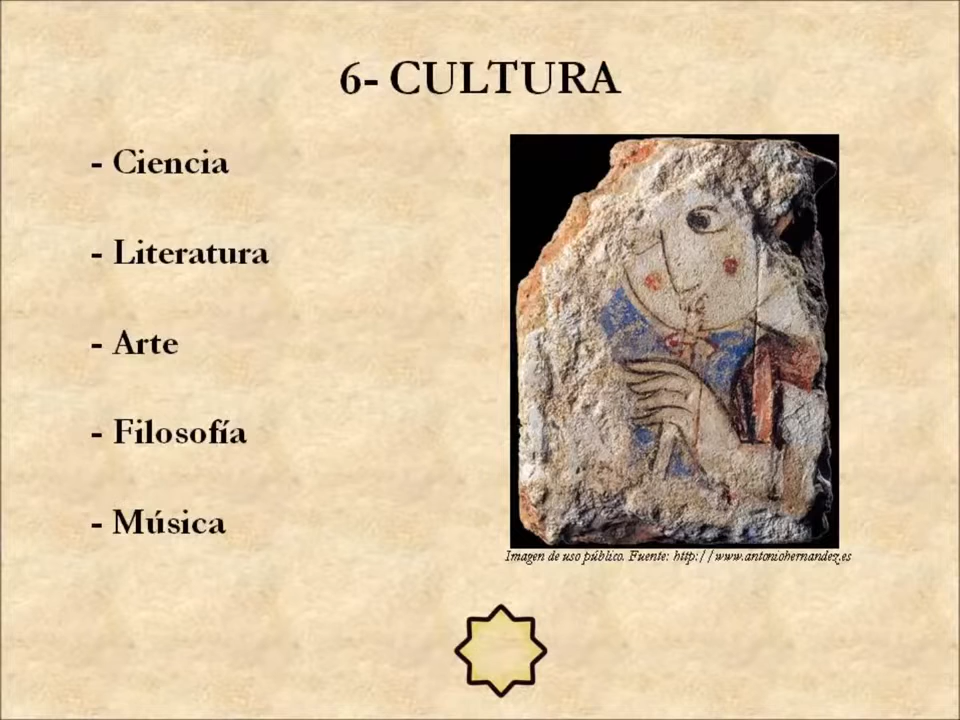 6- CULTURA
- Ciencia
- Literatura
- Arte
- Filosofía
- Música
Imagen de uso público. Fuente: http://www.antoniohernandez.es